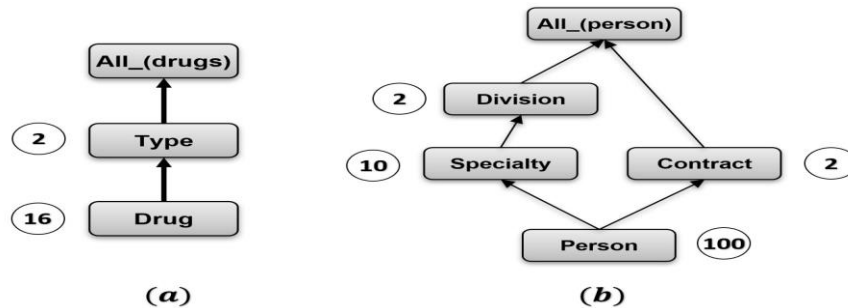 All_(drugs)
2 Type
16 Drug
(a)
All_(person)
2 Division
10 Specialty Contract 2
Person 100
(b)